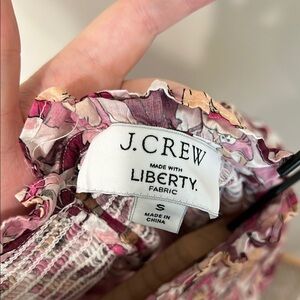 J.CREW
MADE WITH
LIBERTY.
FABRIC
S
MADE IN
CHINA